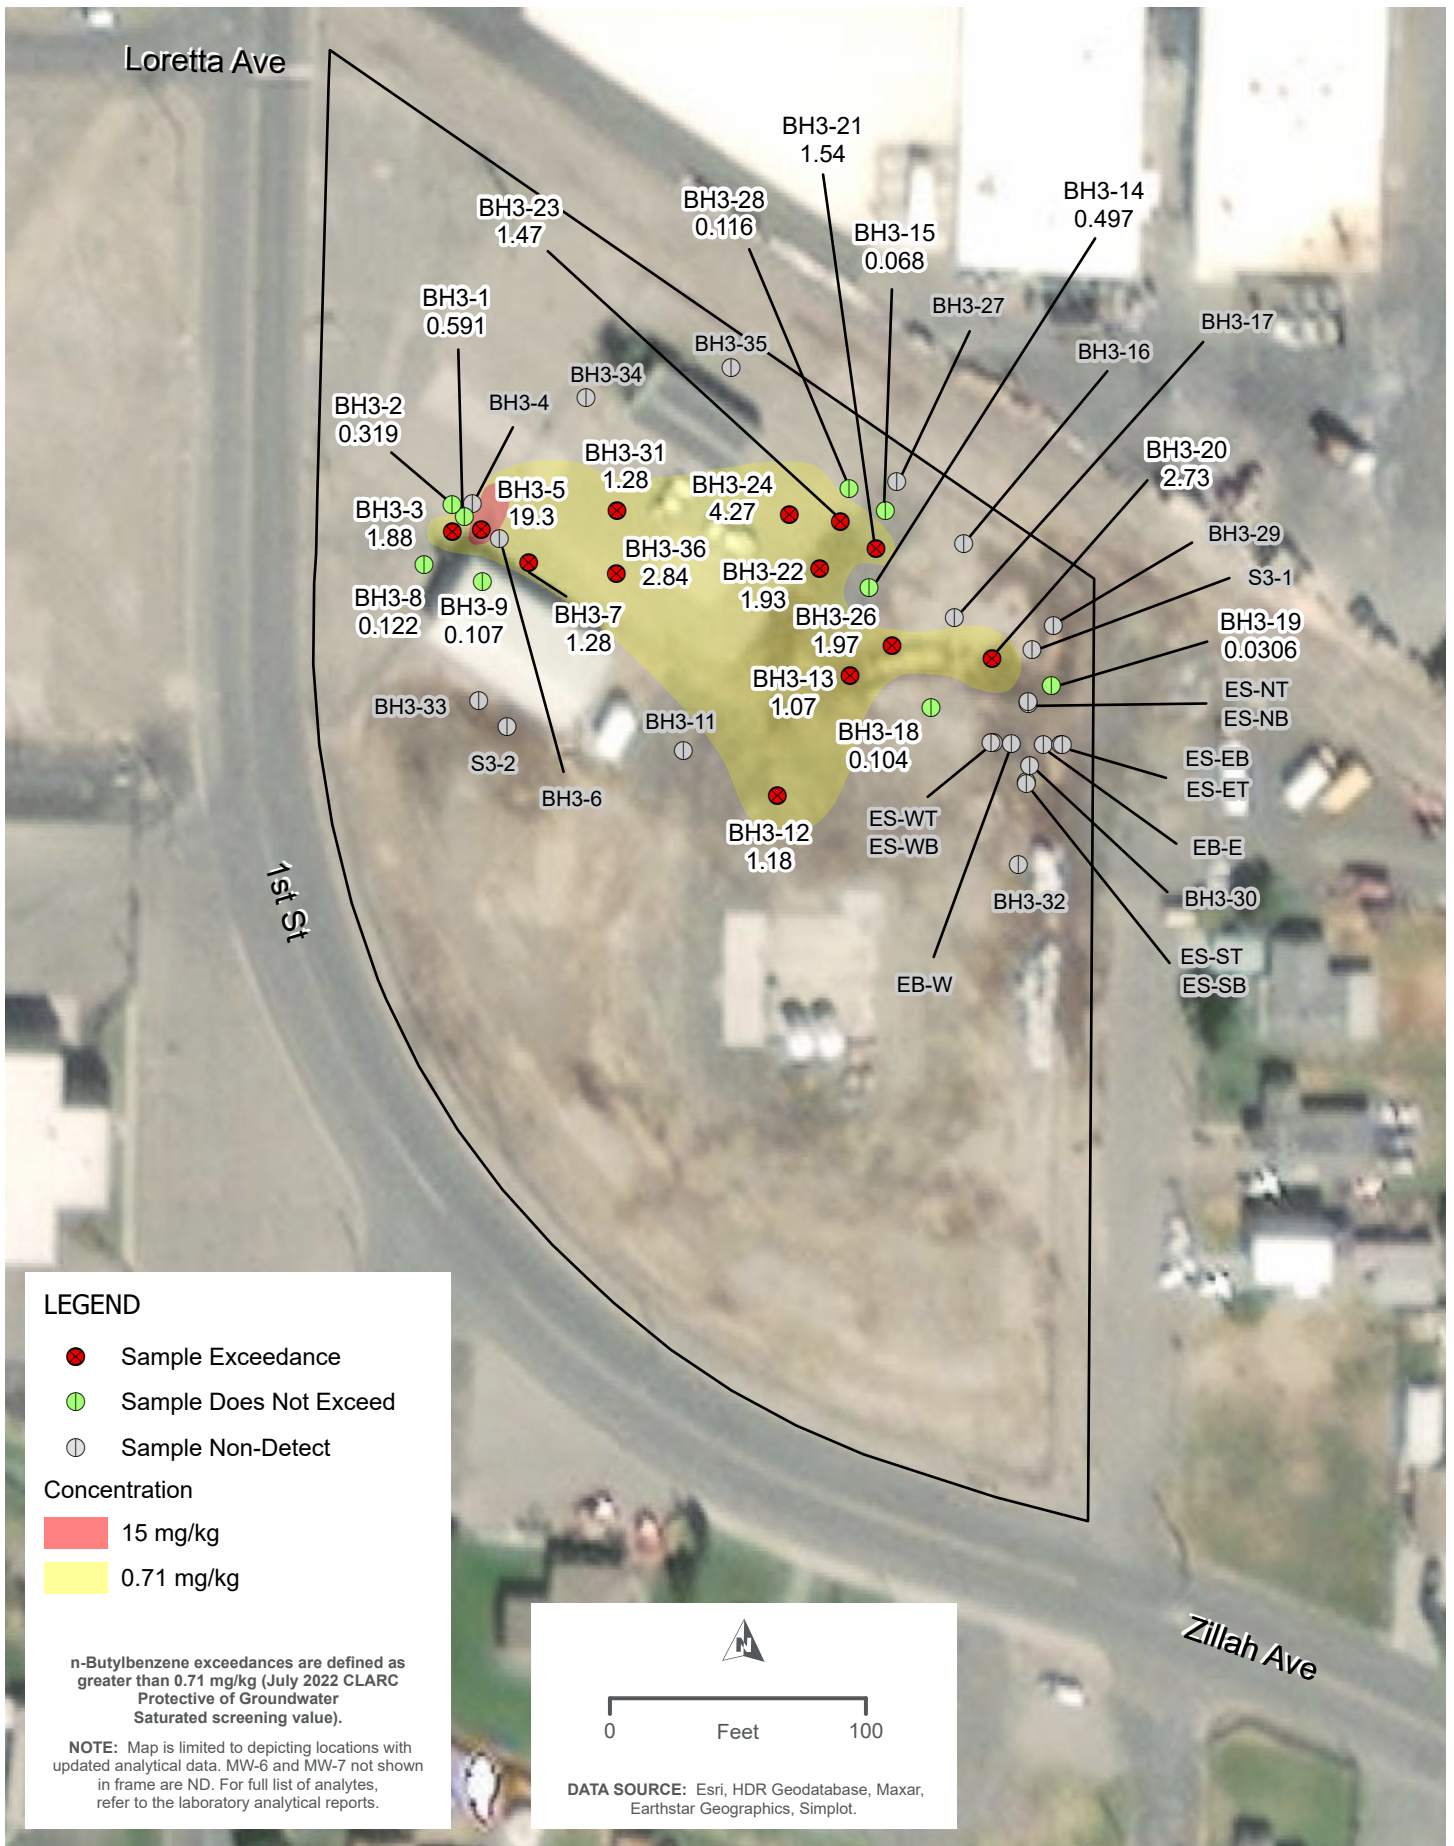 Loretta Ave
BH3-21
1.54
BH3-14
0.497
BH3-28
0.116
BH3-23
1.47
BH3-15
0.068
BH3-27
BH3-17
BH3-1
0.591
BH3-35
BH3-16
BH3-34
BH3-4
BH3-2
0.319
BH3-20
2.73
BH3-31
1.28
BH3-24
4.27
BH3-5
19.3
BH3-3
1.88
BH3-29
BH3-36
2.84
BH3-22
1.93
S3-1
BH3-8
0.122
BH3-9
0.107
BH3-7
1.28
BH3-26
1.97
BH3-19
0.0306
BH3-13
1.07
ES-NT
ES-NB
BH3-33
BH3-11
BH3-18
0.104
S3-2
ES-EB
ES-ET
BH3-6
ES-WT
ES-WB
BH3-12
1.18
EB-E
BH3-32
BH3-30
1st St
ES-ST
ES-SB
EB-W
LEGEND
Sample Exceedance
Sample Does Not Exceed
Sample Non-Detect
Concentration
15 mg/kg
0.71 mg/kg
n-Butylbenzene exceedances are defined as
greater than 0.71 mg/kg (July 2022 CLARC
Protective of Groundwater
Saturated screening value).
NOTE: Map is limited to depicting locations with
updated analytical data. MW-6 and MW-7 not shown
in frame are ND. For full list of analytes,
refer to the laboratory analytical reports.
N
0 Feet 100
DATA SOURCE: Esri, HDR Geodatabase, Maxar,
Earthstar Geographics, Simplot.
Zillah Ave